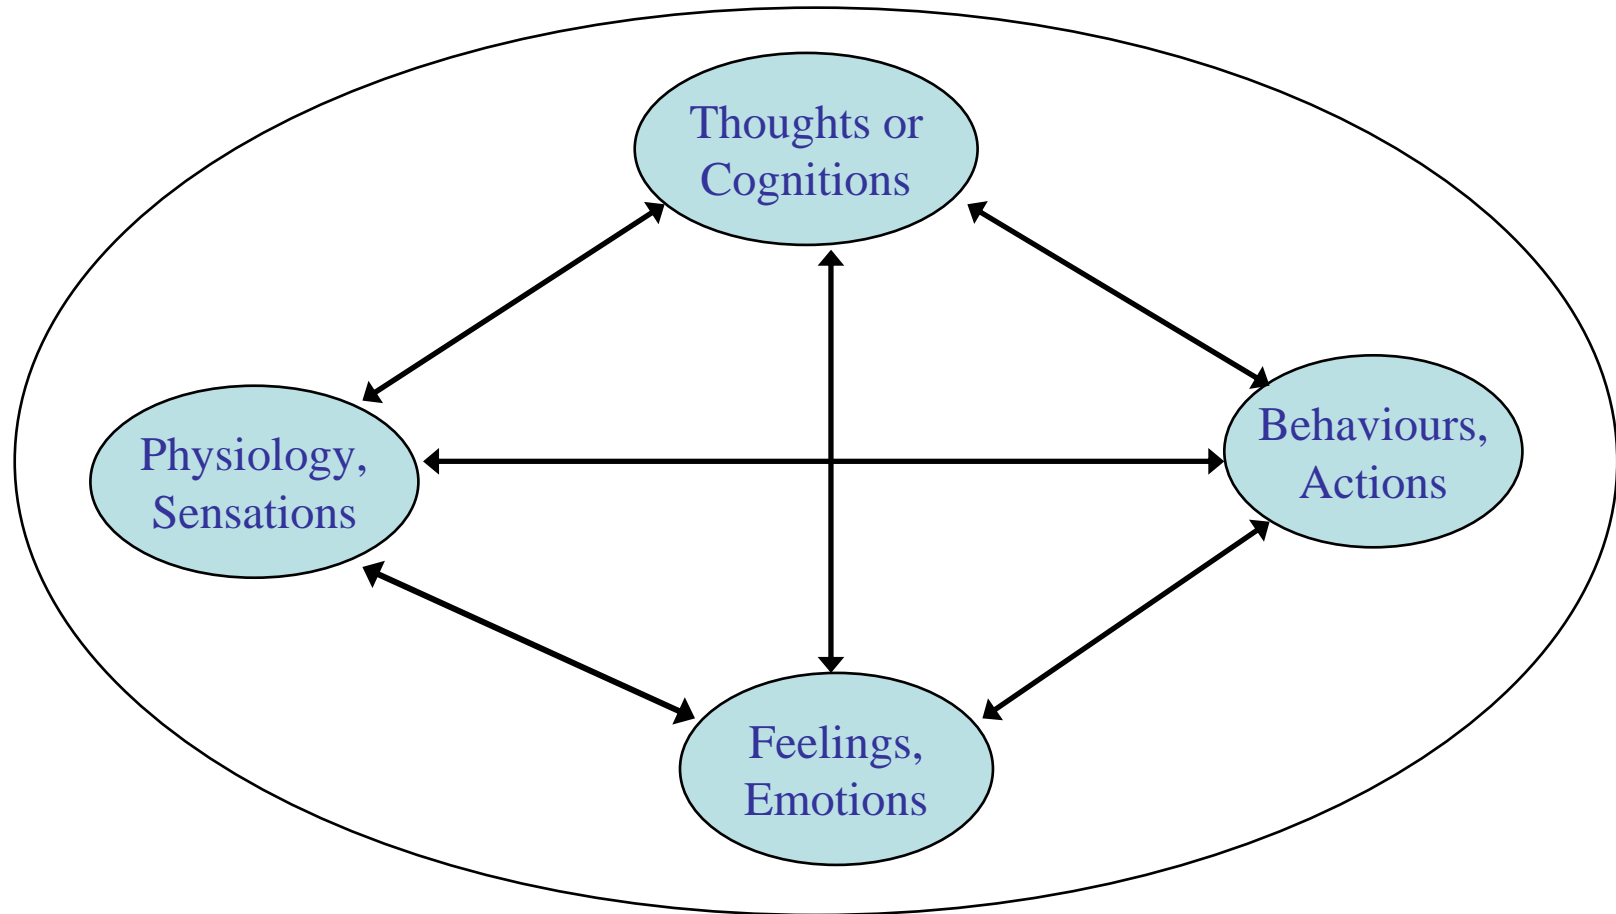 Thoughts or
Cognitions
Physiology,
Sensations
Behaviours,
Actions
Feelings,
Emotions